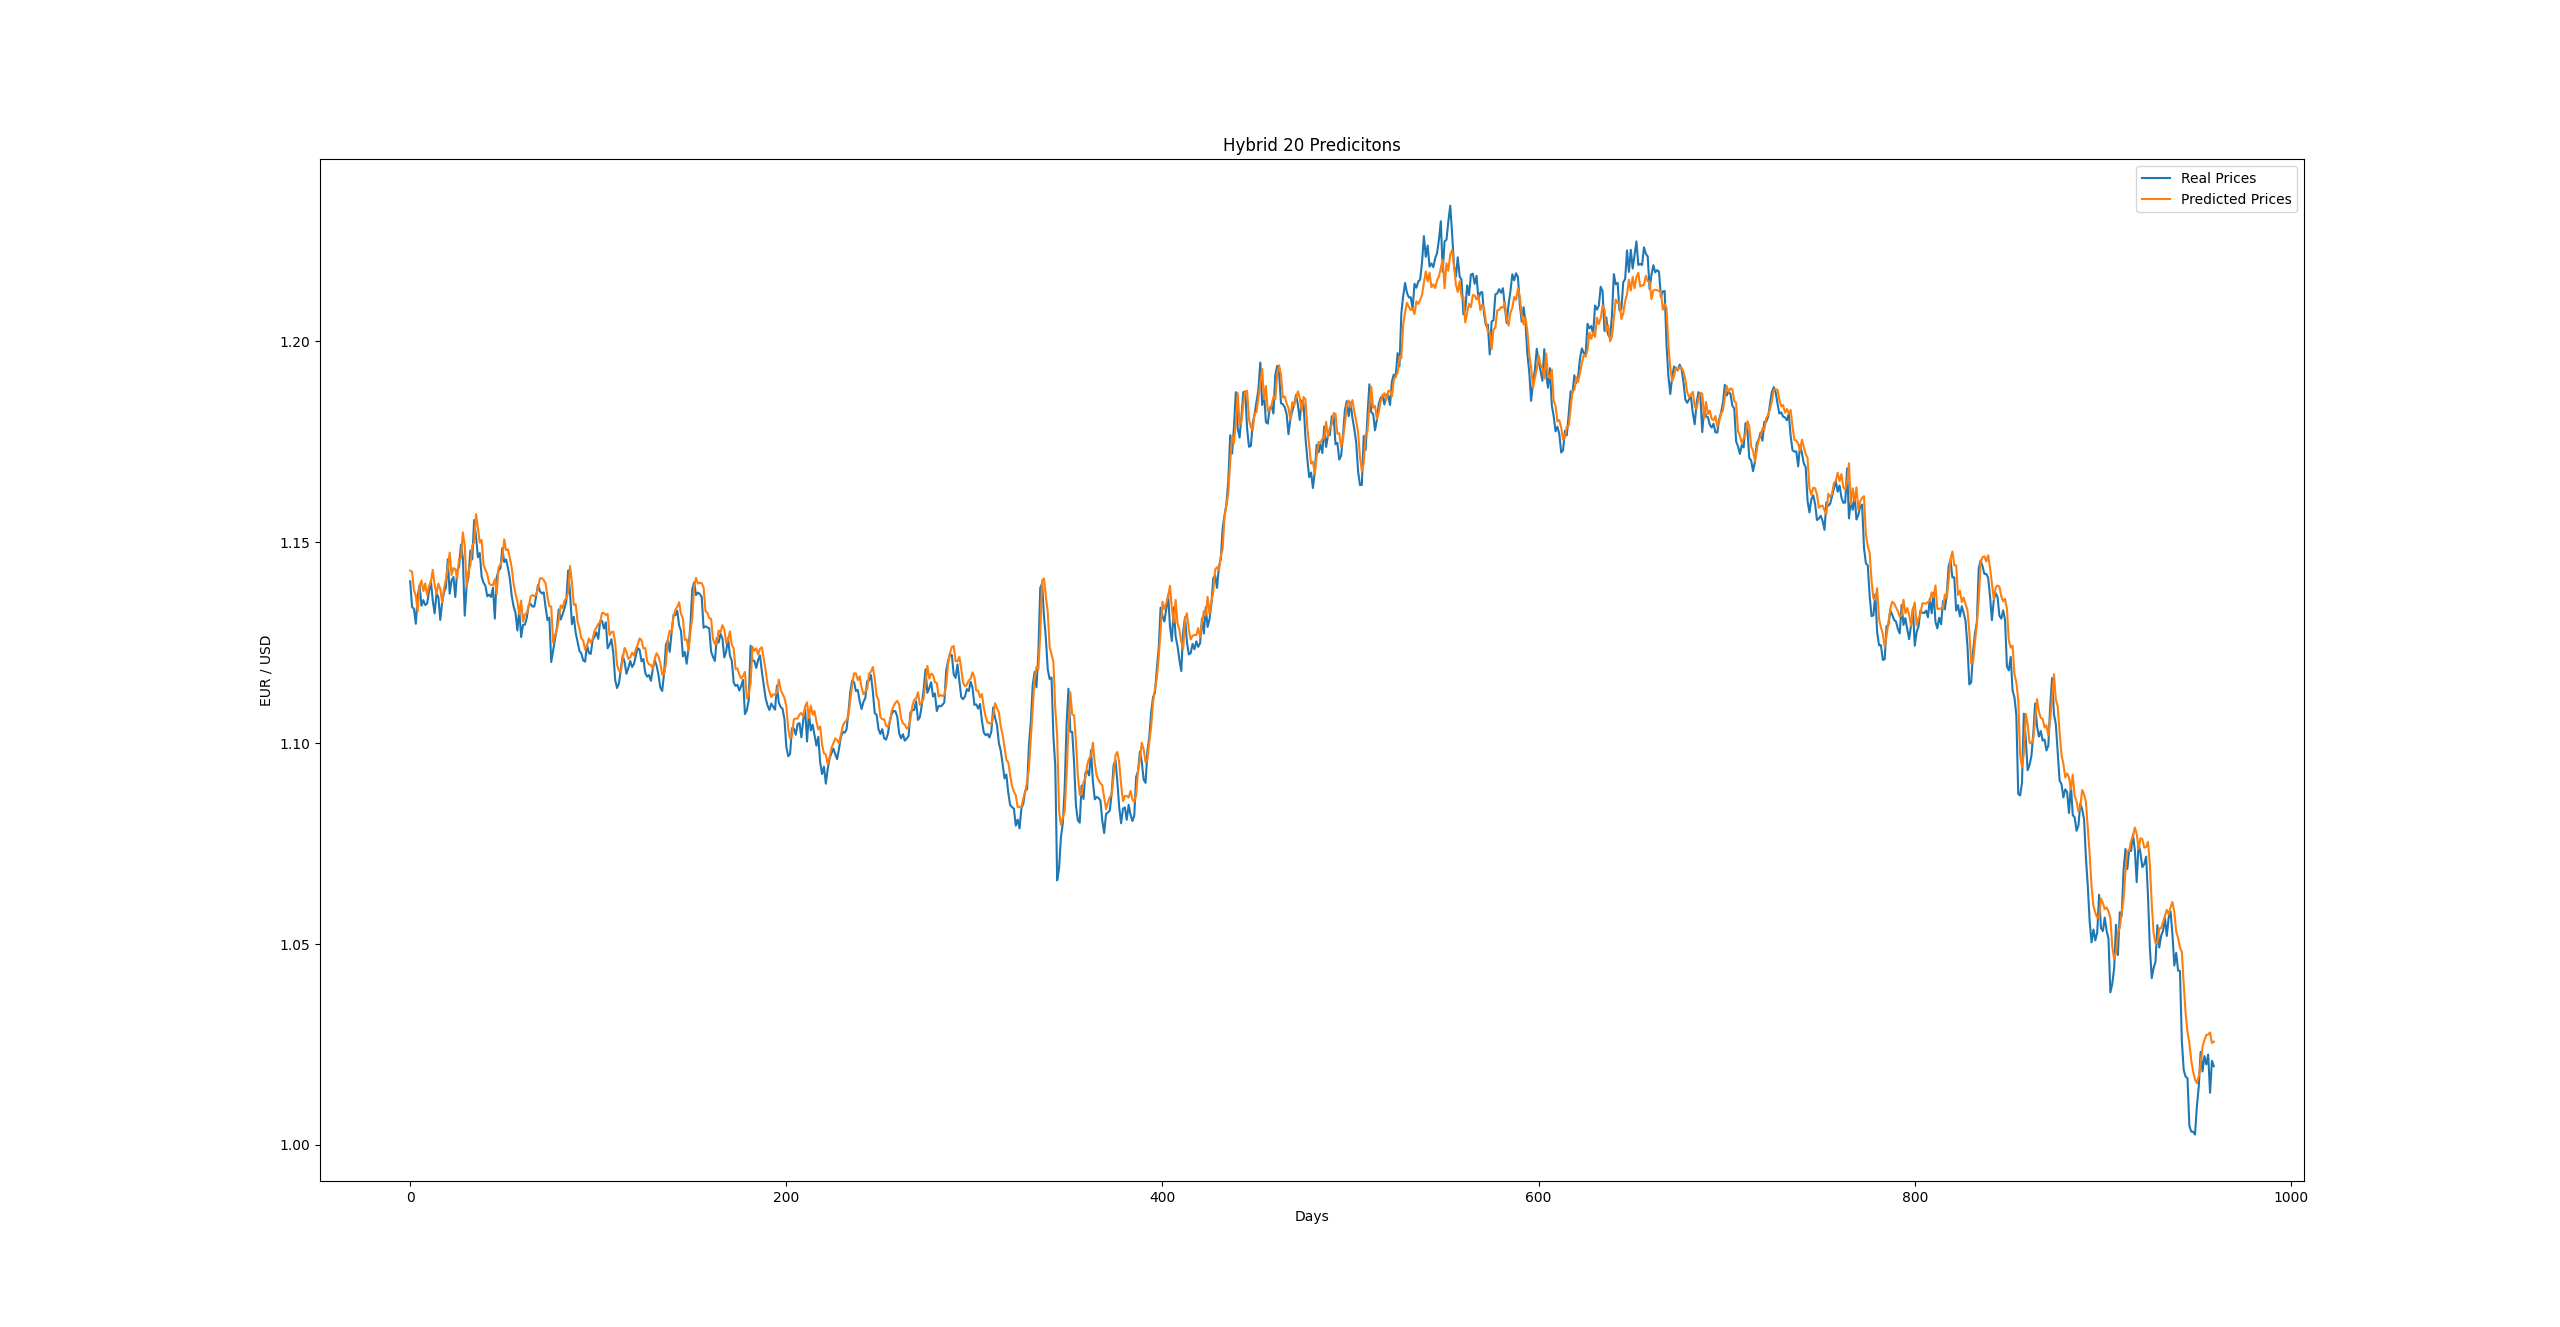 Hybrid 20 Predicitons
Real Prices
Predicted Prices
EUR / USD
1.20
1.15
1.10
1.05
1.00
0 200 400 600 800 1000
Days